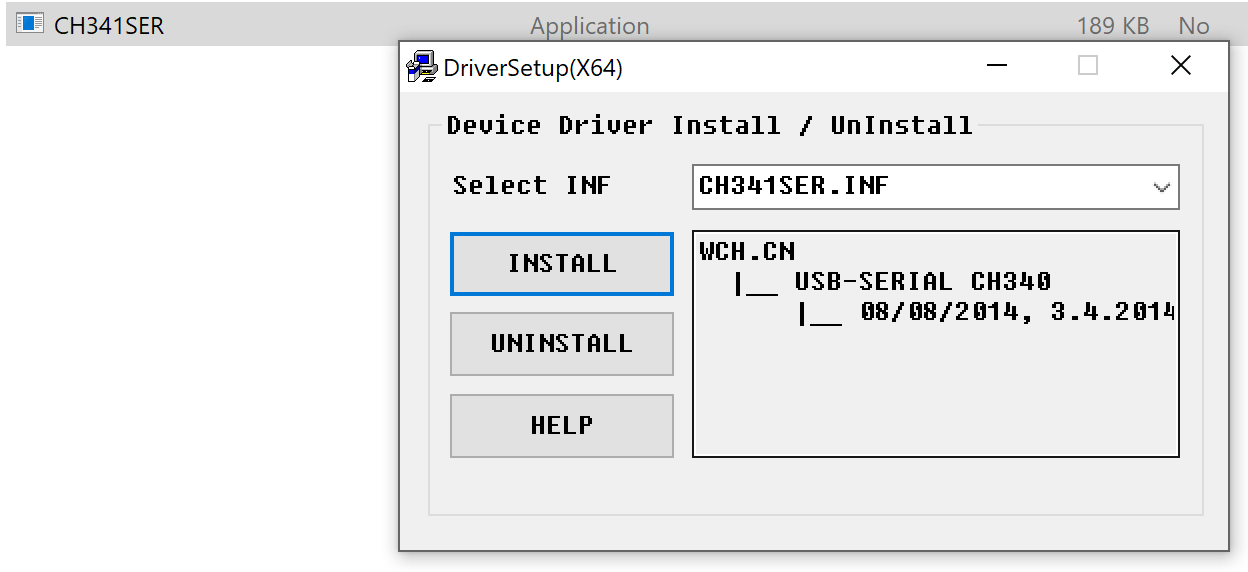 CH341SER Application 189 KB No
DriverSetup(X64)
Device Driver Install / UnInstall
Select INF CH341SER.INF
INSTALL
WCH.CN
|__ USB-SERIAL CH340
|__ 08/08/2014, 3.4.2014
UNINSTALL
HELP